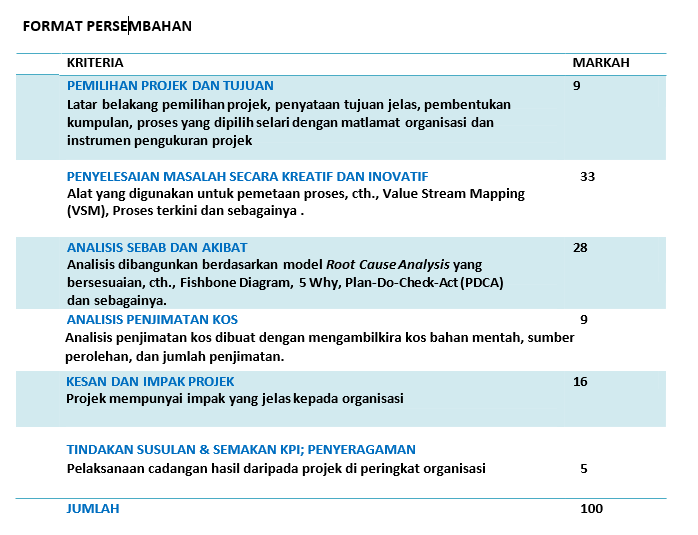 FORMAT PERSEMBAHAN
KRITERIA MARKAH
PEMILIHAN PROJEK DAN TUJUAN 9
Latar belakang pemilihan projek, penyataan tujuan jelas, pembentukan
kumpulan, proses yang dipilih selari dengan matlamat organisasi dan
instrumen pengukuran projek
PENYELESAIAN MASALAH SECARA KREATIF DAN INOVATIF 33
Alat yang digunakan untuk pemetaan proses, cth., Value Stream Mapping
(VSM), Proses terkini dan sebagainya .
ANALISIS SEBAB DAN AKIBAT 28
Analisis dibangunkan berdasarkan model Root Cause Analysis yang
bersesuaian, cth., Fishbone Diagram, 5 Why, Plan-Do-Check-Act (PDCA)
dan sebagainya.
ANALISIS PENJIMATAN KOS 9
Analisis penjimatan kos dibuat dengan mengambilkira kos bahan mentah, sumber
perolehan, dan jumlah penjimatan.
KESAN DAN IMPAK PROJEK 16
Projek mempunyai impak yang jelas kepada organisasi
TINDAKAN SUSULAN & SEMAKAN KPI; PENYERAGAMAN
Pelaksanaan cadangan hasil daripada projek di peringkat organisasi 5
JUMLAH 100